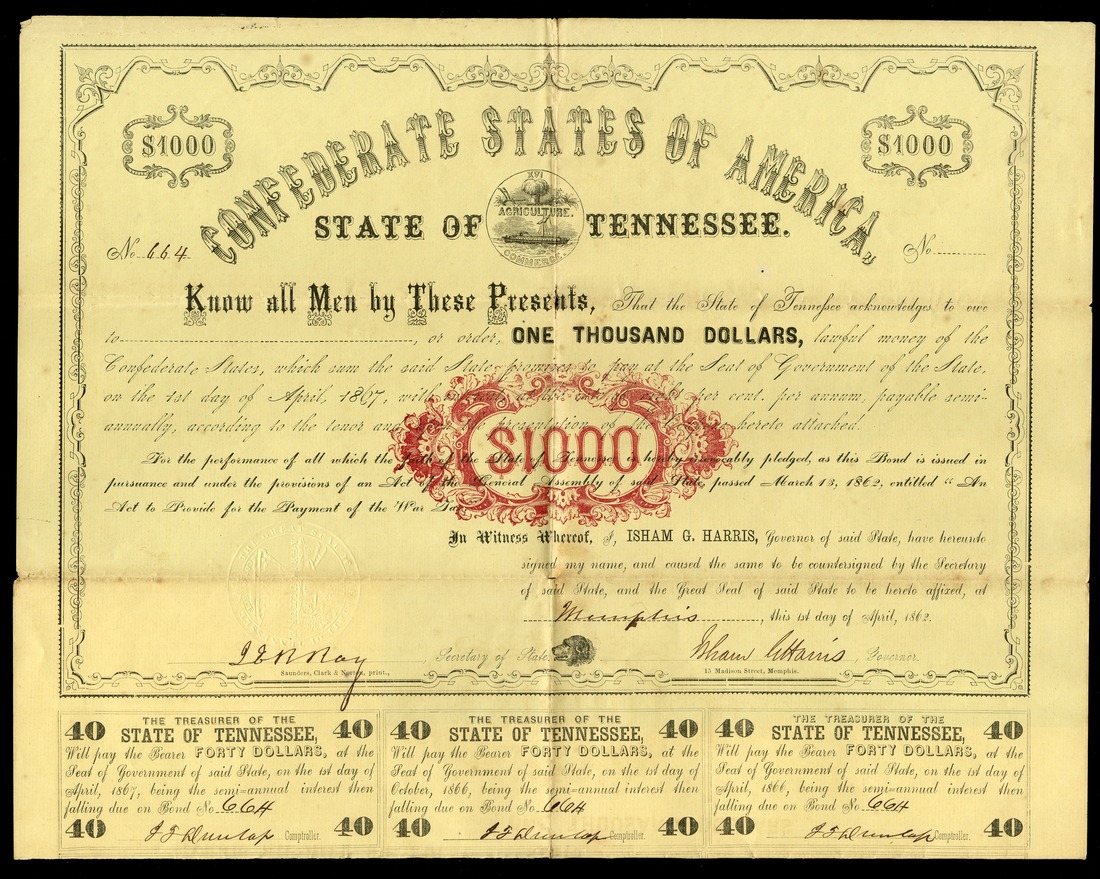 $1000
$1000
CONFEDERATE STATES OF AMERICA,
XVI
AGRICULTURE.
COMMERCE.
STATE OF TENNESSEE.
No 664
No
Know all Men by These Presents, That the State of Tennessee acknowledges to owe
to , or order, ONE THOUSAND DOLLARS, lawful money of the
Confederate States, which sum the said State promises to pay at the Seat of Government of the State,
on the 1st day of April, 1867, with per cent. per annum, payable semi-
annually, according to the tenor and presentation of the hereto attached.
$1000
For the performance of all which the faith of the State of Tennessee is hereby irrevocably pledged, as this Bond is issued in
pursuance and under the provisions of an Act of the General Assembly of said State, passed March 13, 1862, entitled "An
Act to Provide for the Payment of the War Tax
In Witness Whereof, I, ISHAM G. HARRIS, Governor of said State, have hereunto
signed my name, and caused the same to be countersigned by the Secretary
of said State, and the Great Seal of said State to be hereto affixed, at
Memphis, this 1st day of April, 1862.
J E R Ray, Secretary of State. Isham G Harris, Governor.
Saunders, Clark & Norton, print., 15 Madison Street, Memphis.
40 THE TREASURER OF THE 40
STATE OF TENNESSEE,
Will pay the Bearer FORTY DOLLARS, at the
Seat of Government of said State, on the 1st day of
April, 1867, being the semi-annual interest then
falling due on Bond No. 664
40 J T Dunlap Comptroller. 40
40 THE TREASURER OF THE 40
STATE OF TENNESSEE,
Will pay the Bearer FORTY DOLLARS, at the
Seat of Government of said State, on the 1st day of
October, 1866, being the semi-annual interest then
falling due on Bond No. 664
40 J T Dunlap Comptroller. 40
40 THE TREASURER OF THE 40
STATE OF TENNESSEE,
Will pay the Bearer FORTY DOLLARS, at the
Seat of Government of said State, on the 1st day of
April, 1866, being the semi-annual interest then
falling due on Bond No. 664
40 J T Dunlap Comptroller. 40